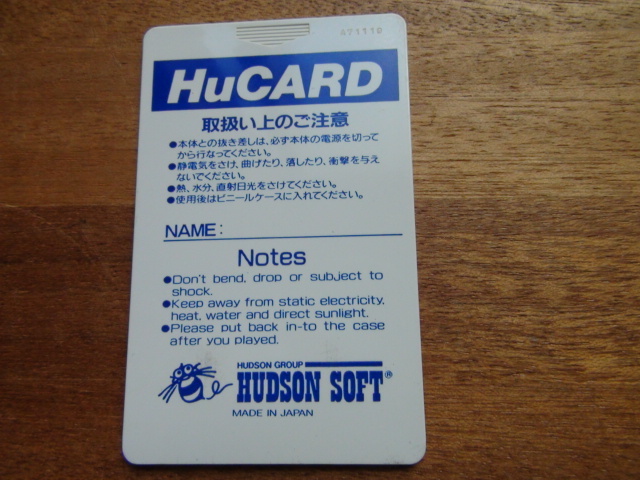 A71110
HuCARD
取扱い上のご注意
●本体との抜き差しは、必ず本体の電源を切って
から行なってください。
●静電気をさけ、曲げたり、落したり、衝撃を与え
ないでください。
●熱、水分、直射日光をさけてください。
●使用後はビニールケースに入れてください。
NAME:
Notes
●Don't bend, drop or subject to
shock.
●Keep away from static electricity,
heat, water and direct sunlight.
●Please put back in-to the case
after you played.
HUDSON GROUP
HUDSON SOFT®
MADE IN JAPAN